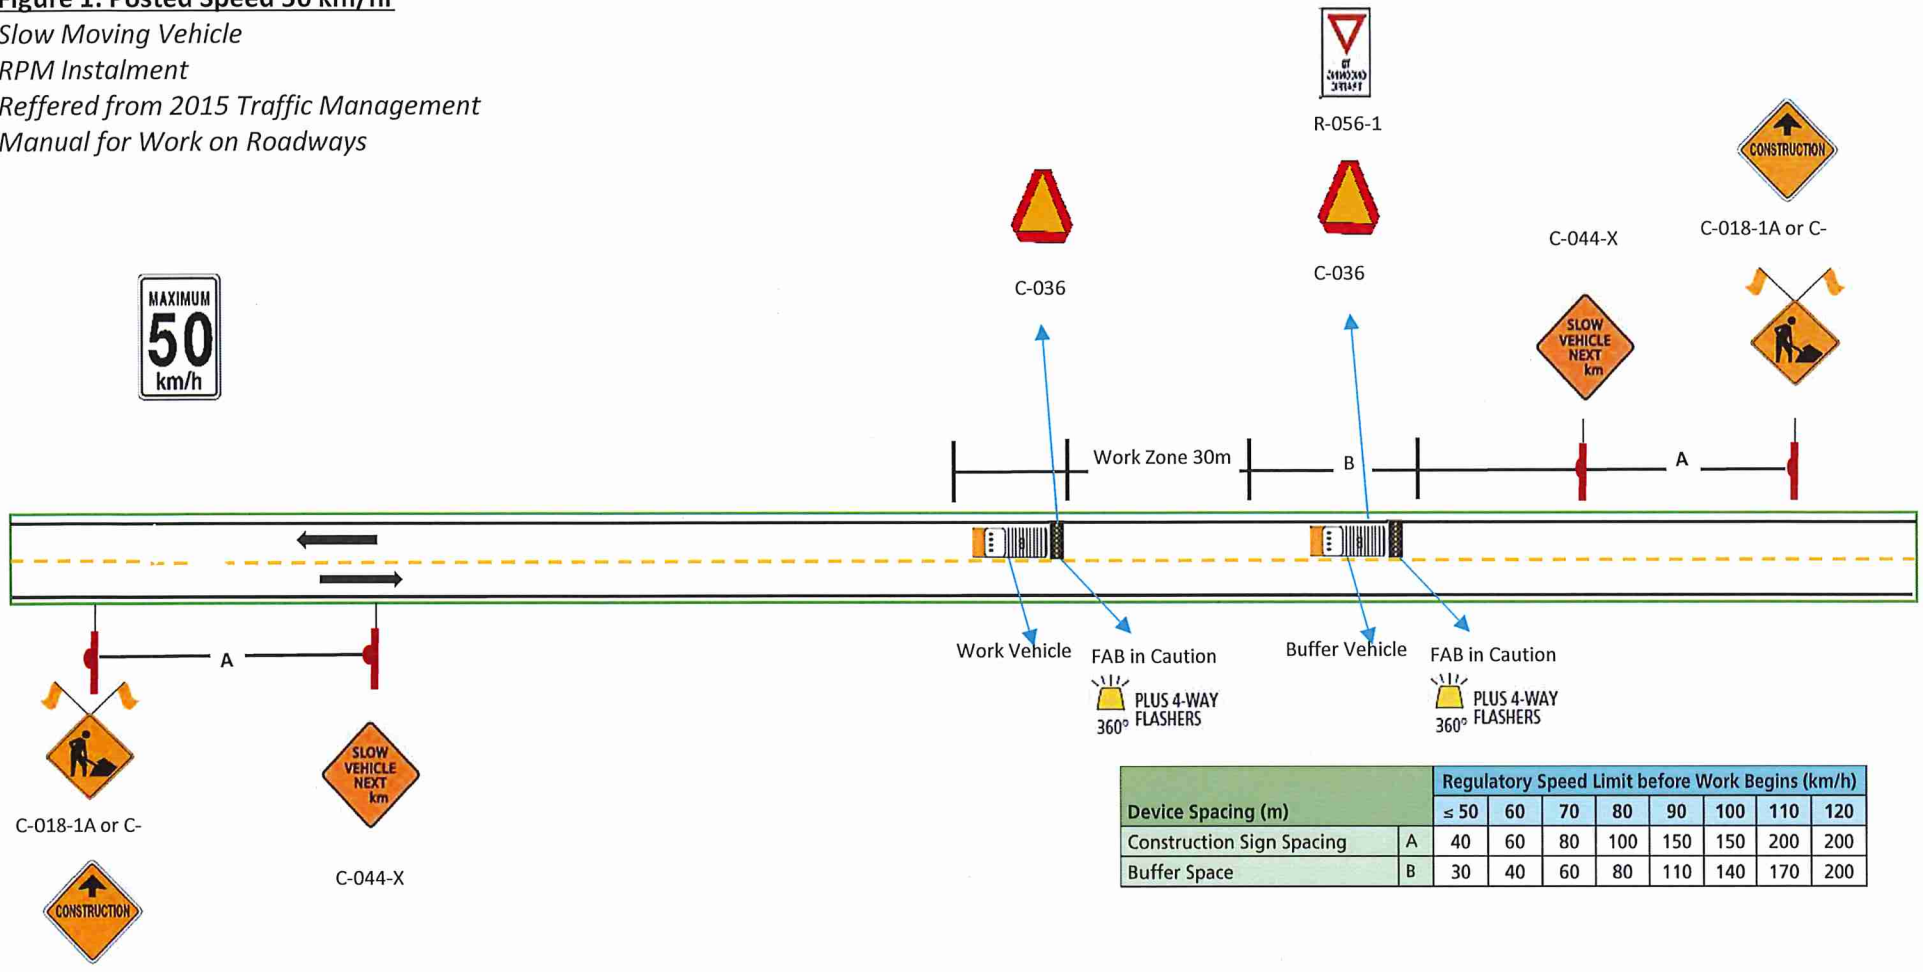 Figure 1: Posted Speed 50 km/hr
Slow Moving Vehicle
RPM Instalment
Reffered from 2015 Traffic Management
Manual for Work on Roadways
R-056-1
CONSTRUCTION
C-044-X
C-018-1A or C-
C-036
C-036
MAXIMUM
50
km/h
SLOW
VEHICLE
NEXT
km
Work Zone 30m
B
A
Work Vehicle
FAB in Caution
360° PLUS 4-WAY
FLASHERS
Buffer Vehicle
FAB in Caution
360° PLUS 4-WAY
FLASHERS
A
SLOW
VEHICLE
NEXT
km
C-018-1A or C-
C-044-X
CONSTRUCTION
Regulatory Speed Limit before Work Begins (km/h)
Device Spacing (m) ≤ 50 60 70 80 90 100 110 120
Construction Sign Spacing A 40 60 80 100 150 150 200 200
Buffer Space B 30 40 60 80 110 140 170 200